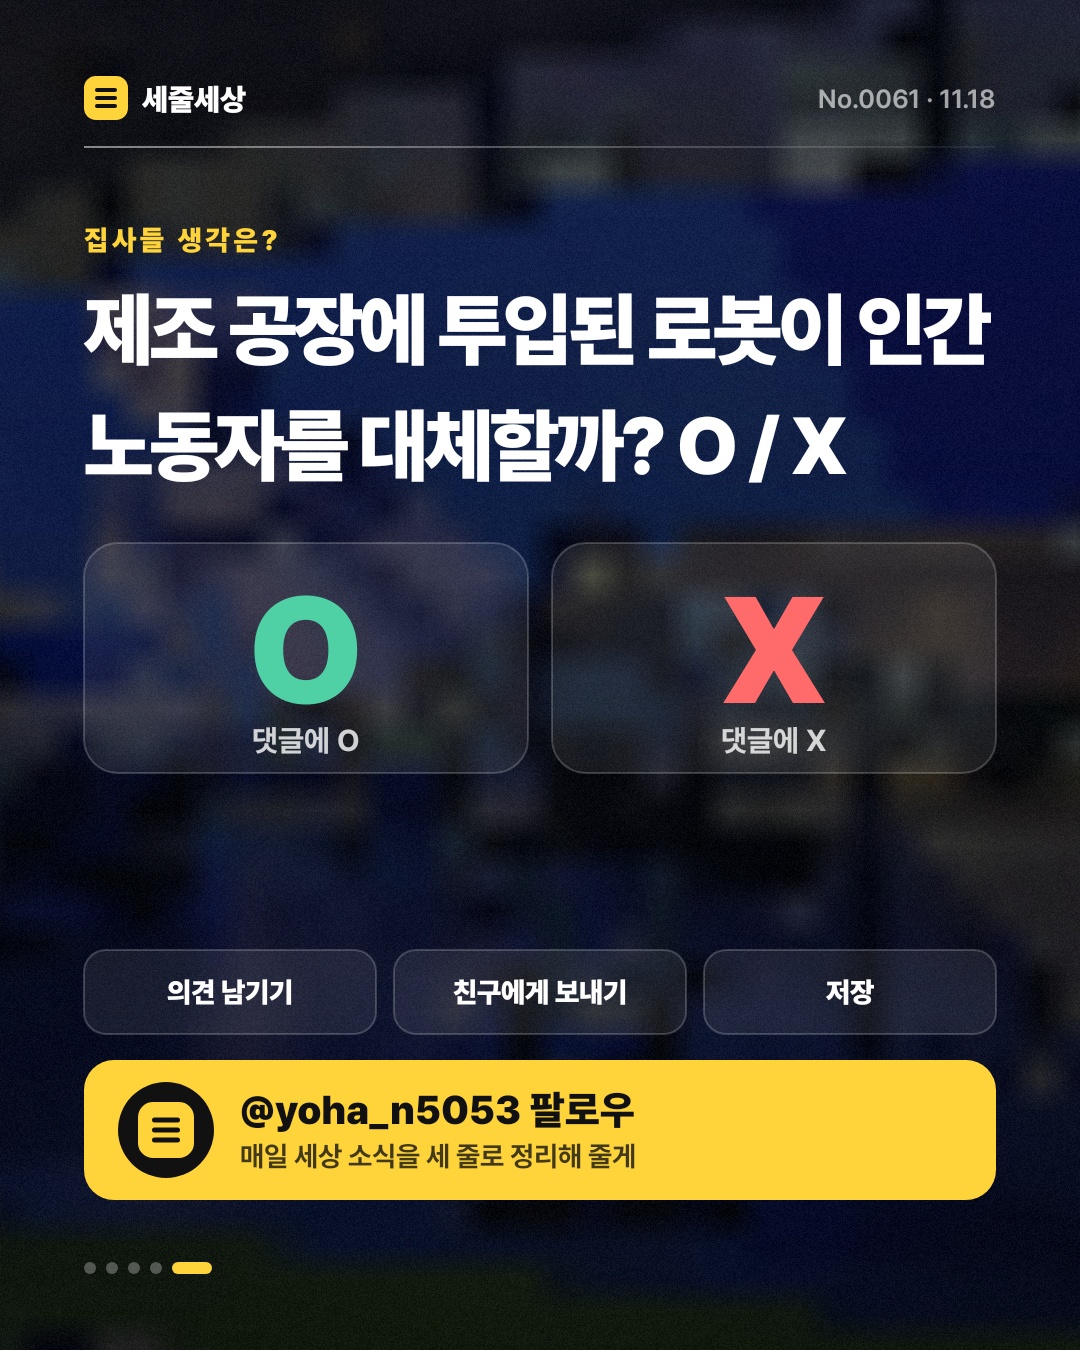 세줄세상
No.0061 · 11.18
집사들 생각은?
제조 공장에 투입된 로봇이 인간
노동자를 대체할까? O / X
O
댓글에 O
X
댓글에 X
의견 남기기
친구에게 보내기
저장
@yoha_n5053 팔로우
매일 세상 소식을 세 줄로 정리해 줄게